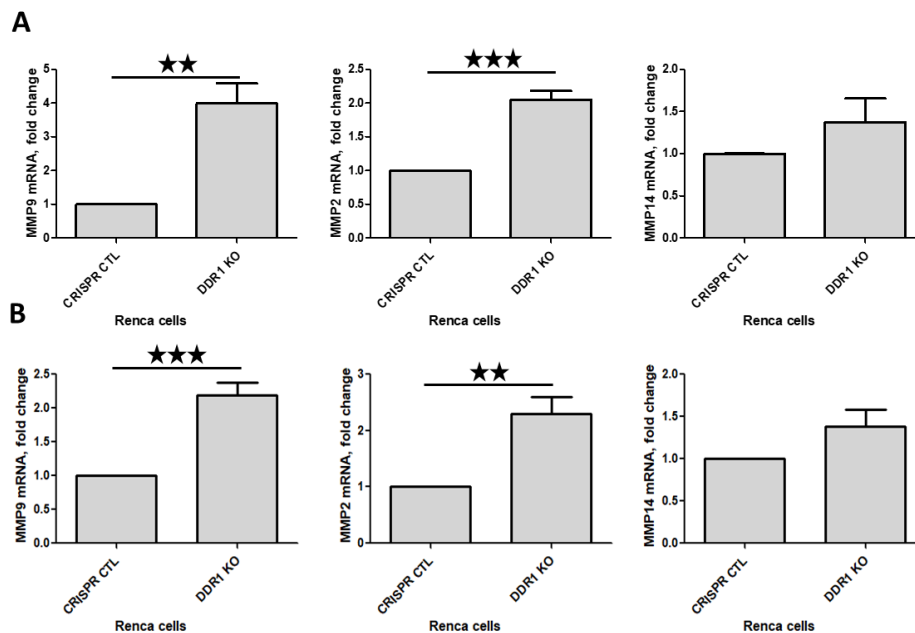 A
MMP9 mRNA, fold change
5
4
3
2
1
0
★★
CRISPR CTL
DDR1 KO
Renca cells
MMP2 mRNA, fold change
2.5
2.0
1.5
1.0
0.5
0.0
★★★
CRISPR CTL
DDR1 KO
Renca cells
MMP14 mRNA, fold change
2.0
1.5
1.0
0.5
0.0
CRISPR CTL
DDR1 KO
Renca cells
B
MMP9 mRNA, fold change
2.5
2.0
1.5
1.0
0.5
0.0
★★★
CRISPR CTL
DDR1 KO
Renca cells
MMP2 mRNA, fold change
3
2
1
0
★★
CRISPR CTL
DDR1 KO
Renca cells
MMP14 mRNA, fold change
2.0
1.5
1.0
0.5
0.0
CRISPR CTL
DDR1 KO
Renca cells